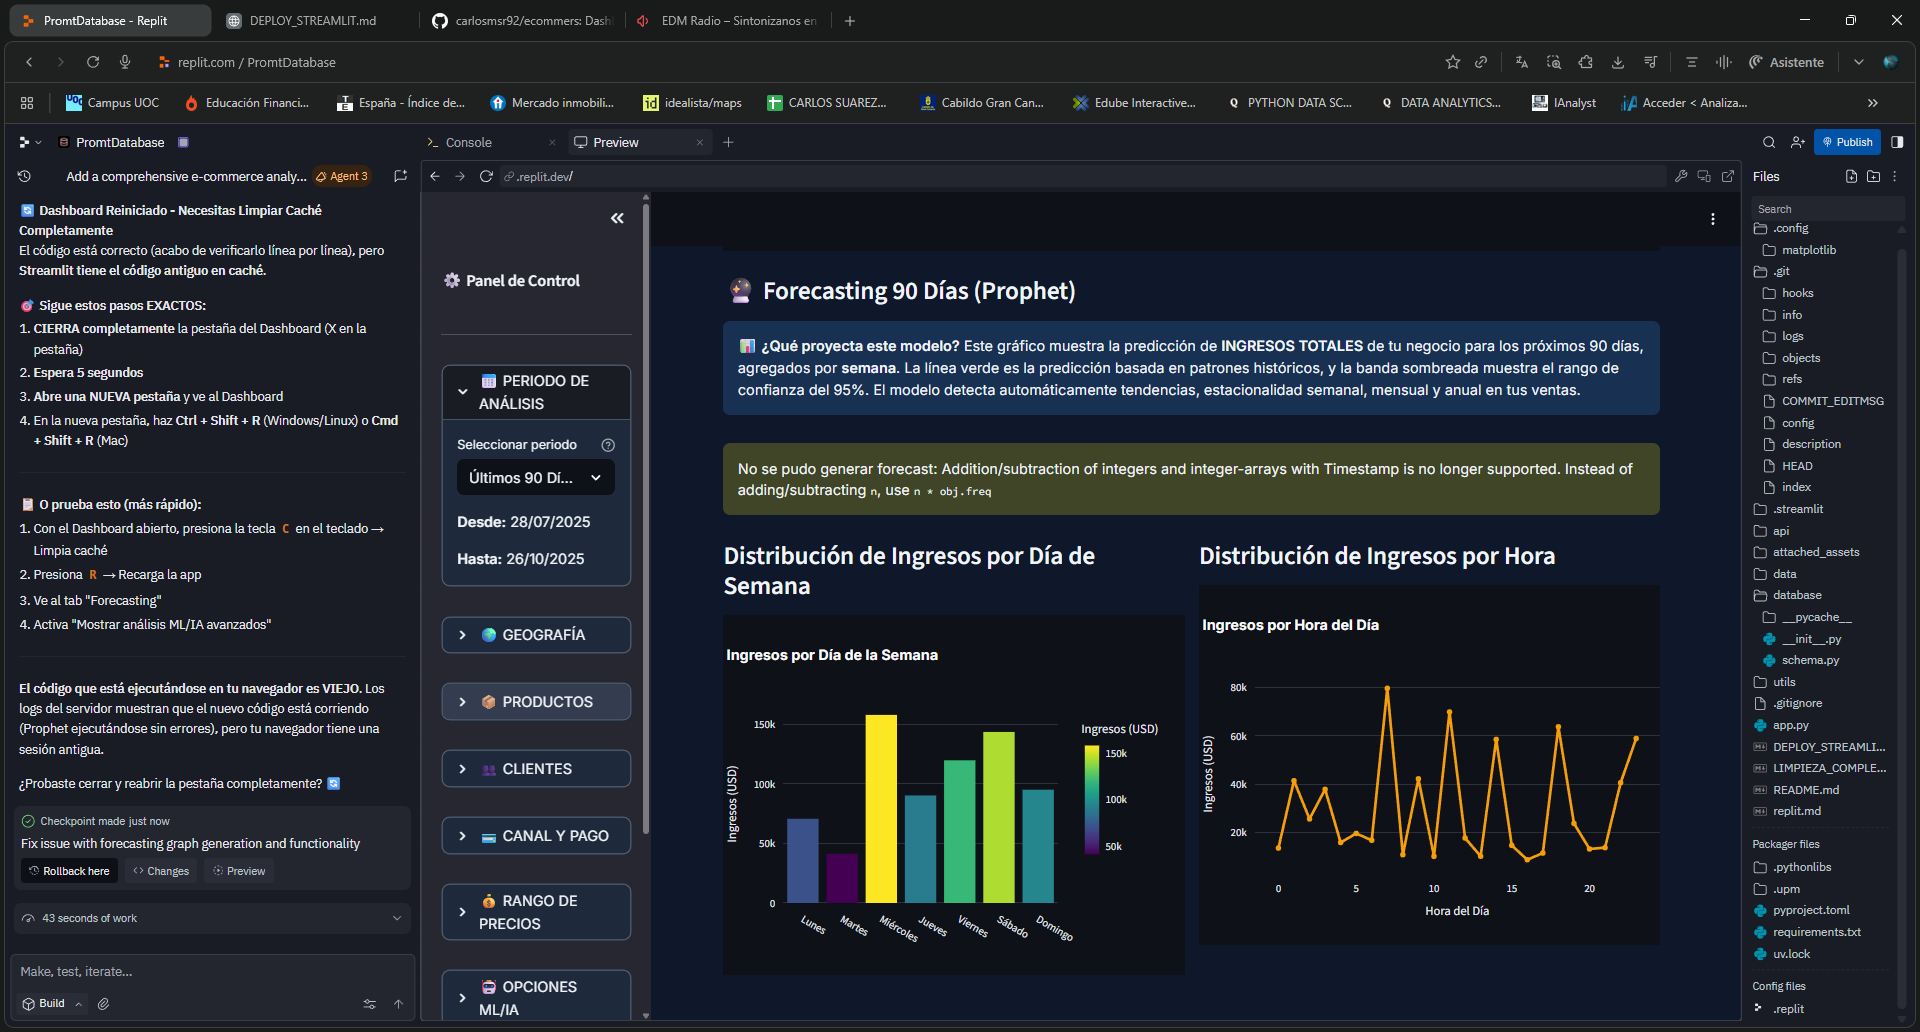 PromtDatabase - Replit
DEPLOY_STREAMLIT.md
carlosmsr92/ecommers: Dash
EDM Radio – Sintonizanos en
replit.com / PromtDatabase
Asistente
Campus UOC
Educación Financi...
España - Índice de...
Mercado inmobili...
idealista/maps
CARLOS SUAREZ...
Cabildo Gran Can...
Edube Interactive...
PYTHON DATA SC...
DATA ANALYTICS...
IAnalyst
Acceder < Analiza...
PromtDatabase
Console
Preview
Publish
Add a comprehensive e-commerce analy...
Agent 3
.replit.dev/
Files
Dashboard Reiniciado - Necesitas Limpiar Caché
Completamente
El código está correcto (acabo de verificarlo línea por línea), pero
Streamlit tiene el código antiguo en caché.
Sigue estos pasos EXACTOS:
1. CIERRA completamente la pestaña del Dashboard (X en la
pestaña)
2. Espera 5 segundos
3. Abre una NUEVA pestaña y ve al Dashboard
4. En la nueva pestaña, haz Ctrl + Shift + R (Windows/Linux) o Cmd
+ Shift + R (Mac)
O prueba esto (más rápido):
1. Con el Dashboard abierto, presiona la tecla C en el teclado →
Limpia caché
2. Presiona R → Recarga la app
3. Ve al tab "Forecasting"
4. Activa "Mostrar análisis ML/IA avanzados"
El código que está ejecutándose en tu navegador es VIEJO. Los
logs del servidor muestran que el nuevo código está corriendo
(Prophet ejecutándose sin errores), pero tu navegador tiene una
sesión antigua.
¿Probaste cerrar y reabrir la pestaña completamente?
Checkpoint made just now
Fix issue with forecasting graph generation and functionality
Rollback here
Changes
Preview
43 seconds of work
Make, test, iterate...
Build
Panel de Control
PERIODO DE
ANÁLISIS
Seleccionar periodo
Últimos 90 Dí...
Desde: 28/07/2025
Hasta: 26/10/2025
GEOGRAFÍA
PRODUCTOS
CLIENTES
CANAL Y PAGO
RANGO DE
PRECIOS
OPCIONES
ML/IA
Forecasting 90 Días (Prophet)
¿Qué proyecta este modelo? Este gráfico muestra la predicción de INGRESOS TOTALES de tu negocio para los próximos 90 días,
agregados por semana. La línea verde es la predicción basada en patrones históricos, y la banda sombreada muestra el rango de
confianza del 95%. El modelo detecta automáticamente tendencias, estacionalidad semanal, mensual y anual en tus ventas.
No se pudo generar forecast: Addition/subtraction of integers and integer-arrays with Timestamp is no longer supported. Instead of
adding/subtracting n, use n * obj.freq
Distribución de Ingresos por Día de
Semana
Ingresos por Día de la Semana
Ingresos (USD)
150k
100k
50k
0
Lunes
Martes
Miércoles
Jueves
Viernes
Sábado
Domingo
Ingresos (USD)
150k
100k
50k
Distribución de Ingresos por Hora
Ingresos por Hora del Día
Ingresos (USD)
80k
60k
40k
20k
0
5
10
15
20
Hora del Día
Search
.config
matplotlib
.git
hooks
info
logs
objects
refs
COMMIT_EDITMSG
config
description
HEAD
index
.streamlit
api
attached_assets
data
database
__pycache__
__init__.py
schema.py
utils
.gitignore
app.py
DEPLOY_STREAMLI...
LIMPIEZA_COMPLE...
README.md
replit.md
Packager files
.pythonlibs
.upm
pyproject.toml
requirements.txt
uv.lock
Config files
.replit